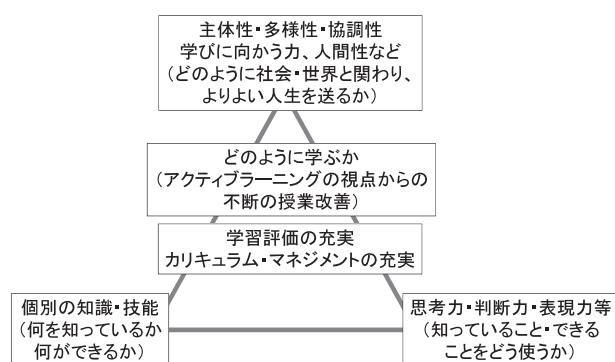 主体性・多様性・協調性
学びに向かう力、人間性など
（どのように社会・世界と関わり、
よりよい人生を送るか）
どのように学ぶか
（アクティブラーニングの視点からの
不断の授業改善）
学習評価の充実
カリキュラム・マネジメントの充実
個別の知識・技能
（何を知っているか
何ができるか）
思考力・判断力・表現力等
（知っていること・できる
ことをどう使うか）